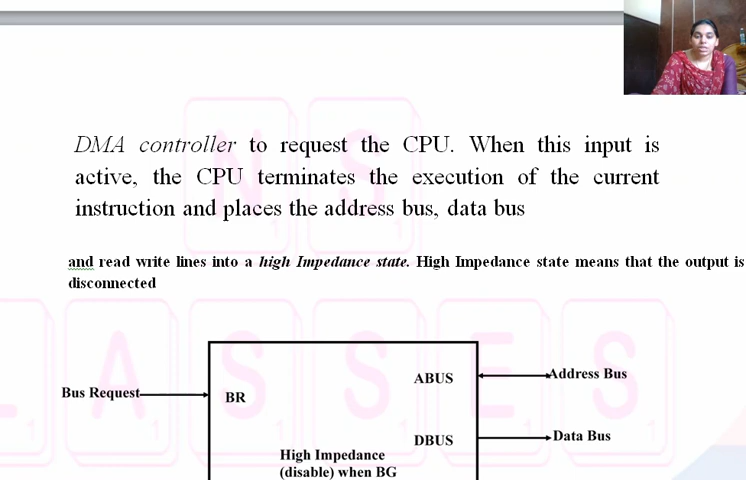 DMA controller to request the CPU. When this input is
active, the CPU terminates the execution of the current
instruction and places the address bus, data bus
and read write lines into a high Impedance state. High Impedance state means that the output is
disconnected
Bus Request
BR
ABUS
Address Bus
DBUS
Data Bus
High Impedance
(disable) when BG
N S
L A S S E S